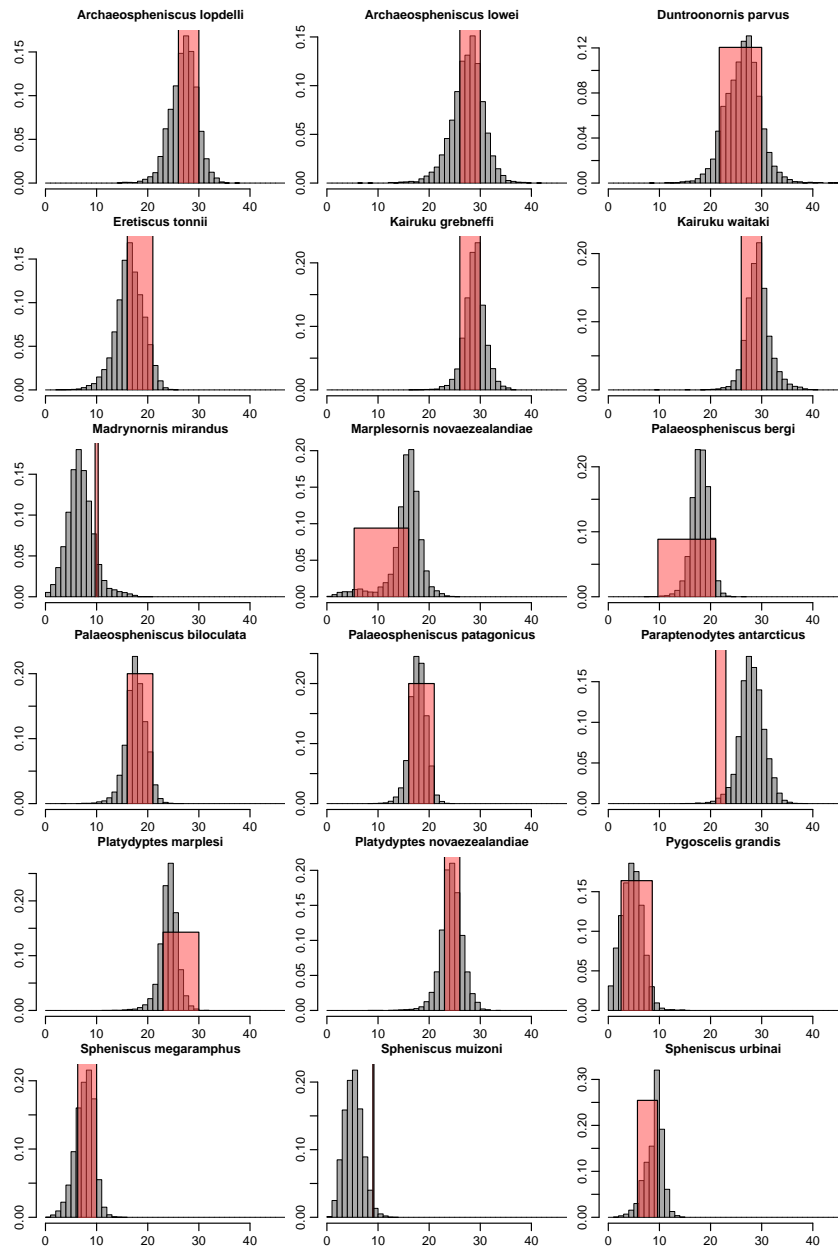 Archaeospheniscus lopdelli
0.00 0.05 0.10 0.15
0 10 20 30 40
Archaeospheniscus lowei
0.00 0.05 0.10 0.15
0 10 20 30 40
Duntroonornis parvus
0.00 0.04 0.08 0.12
0 10 20 30 40
Eretiscus tonnii
0.00 0.05 0.10 0.15
0 10 20 30 40
Kairuku grebneffi
0.00 0.10 0.20
0 10 20 30 40
Kairuku waitaki
0.00 0.10 0.20
0 10 20 30 40
Madrynornis mirandus
0.00 0.05 0.10 0.15
0 10 20 30 40
Marplesornis novaezealandiae
0.00 0.05 0.10 0.15 0.20
0 10 20 30 40
Palaeospheniscus bergi
0.00 0.10 0.20
0 10 20 30 40
Palaeospheniscus biloculata
0.00 0.10 0.20
0 10 20 30 40
Palaeospheniscus patagonicus
0.00 0.10 0.20
0 10 20 30 40
Paraptenodytes antarcticus
0.00 0.05 0.10 0.15
0 10 20 30 40
Platydyptes marplesi
0.00 0.10 0.20
0 10 20 30 40
Platydyptes novaezealandiae
0.00 0.05 0.10 0.15 0.20
0 10 20 30 40
Pygoscelis grandis
0.00 0.05 0.10 0.15
0 10 20 30 40
Spheniscus megaramphus
0.00 0.10 0.20
0 10 20 30 40
Spheniscus muizoni
0.00 0.10 0.20
0 10 20 30 40
Spheniscus urbinai
0.00 0.10 0.20 0.30
0 10 20 30 40